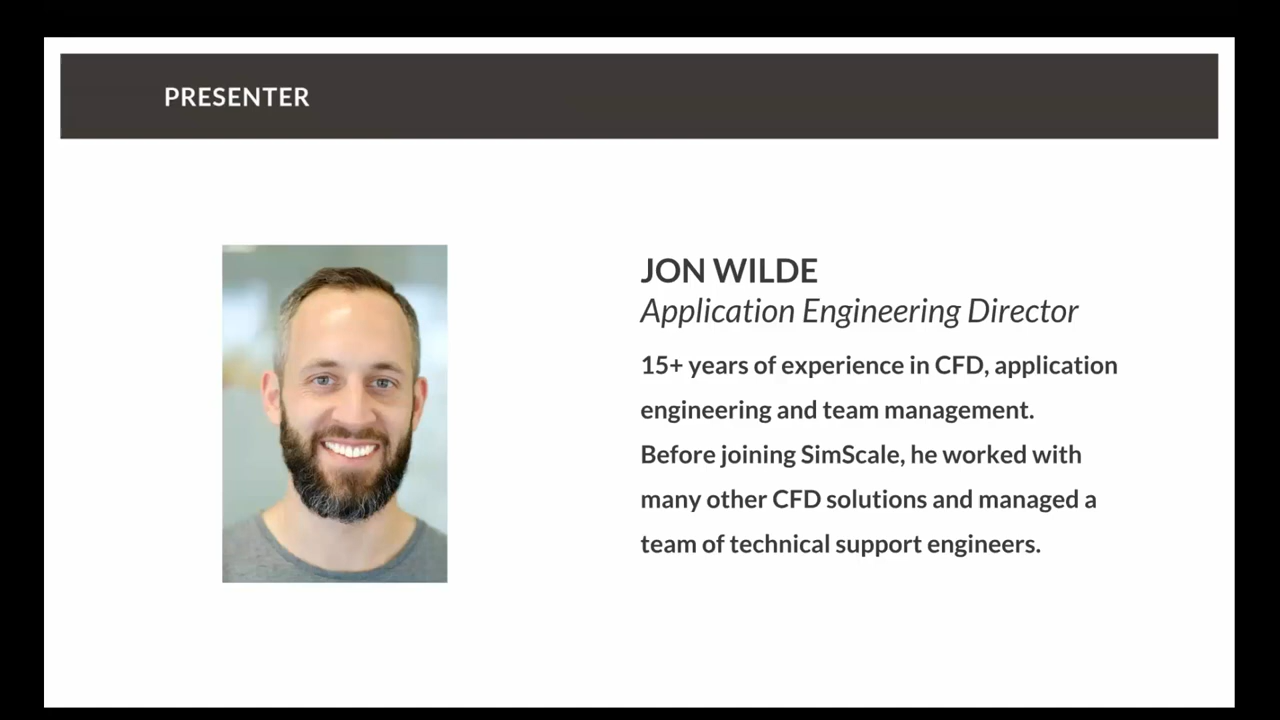 PRESENTER
JON WILDE
Application Engineering Director
15+ years of experience in CFD, application
engineering and team management.
Before joining SimScale, he worked with
many other CFD solutions and managed a
team of technical support engineers.